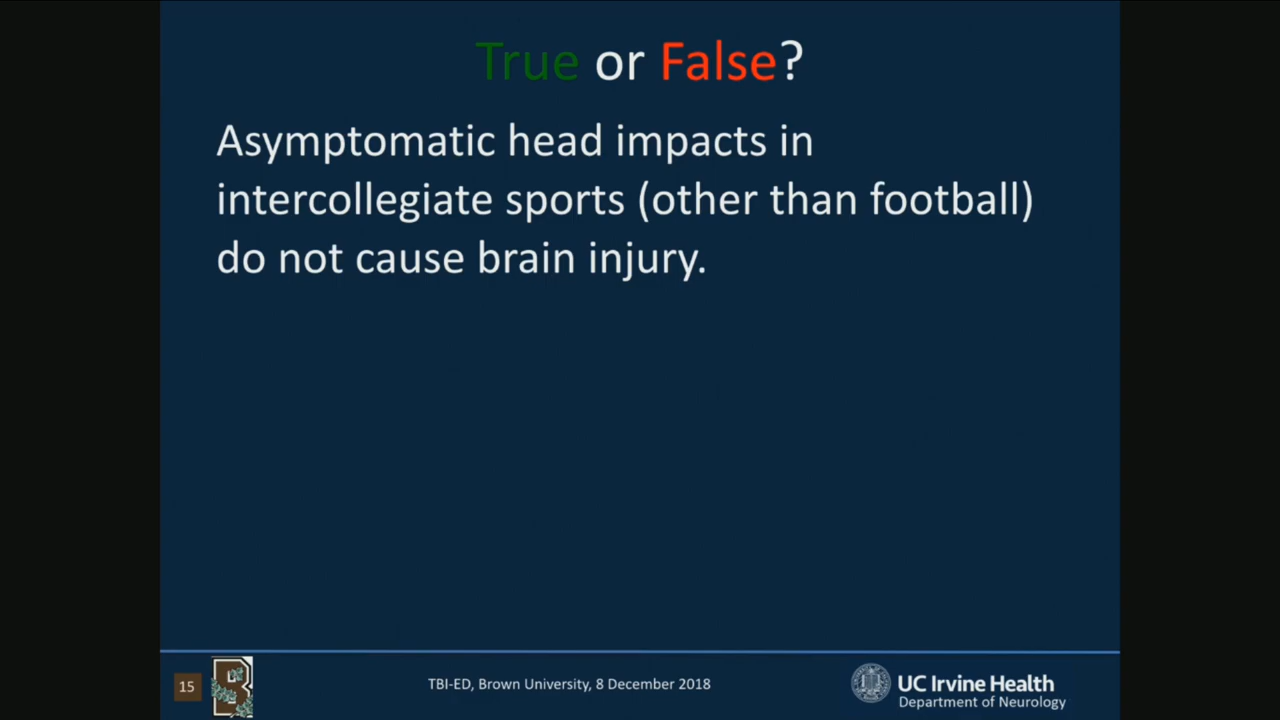 True or False?
Asymptomatic head impacts in
intercollegiate sports (other than football)
do not cause brain injury.
15
B
TBI-ED, Brown University, 8 December 2018
UC Irvine Health
Department of Neurology